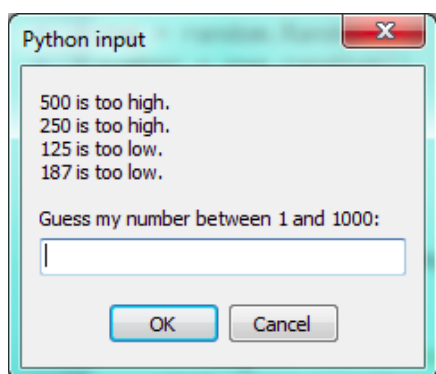 Python input
500 is too high.
250 is too high.
125 is too low.
187 is too low.
Guess my number between 1 and 1000:
OK
Cancel